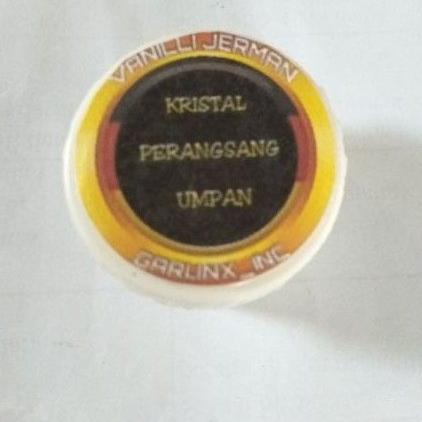 VANILLI JERMAN
KRISTAL
PERANGSANG
UMPAN
GARLINX_INC